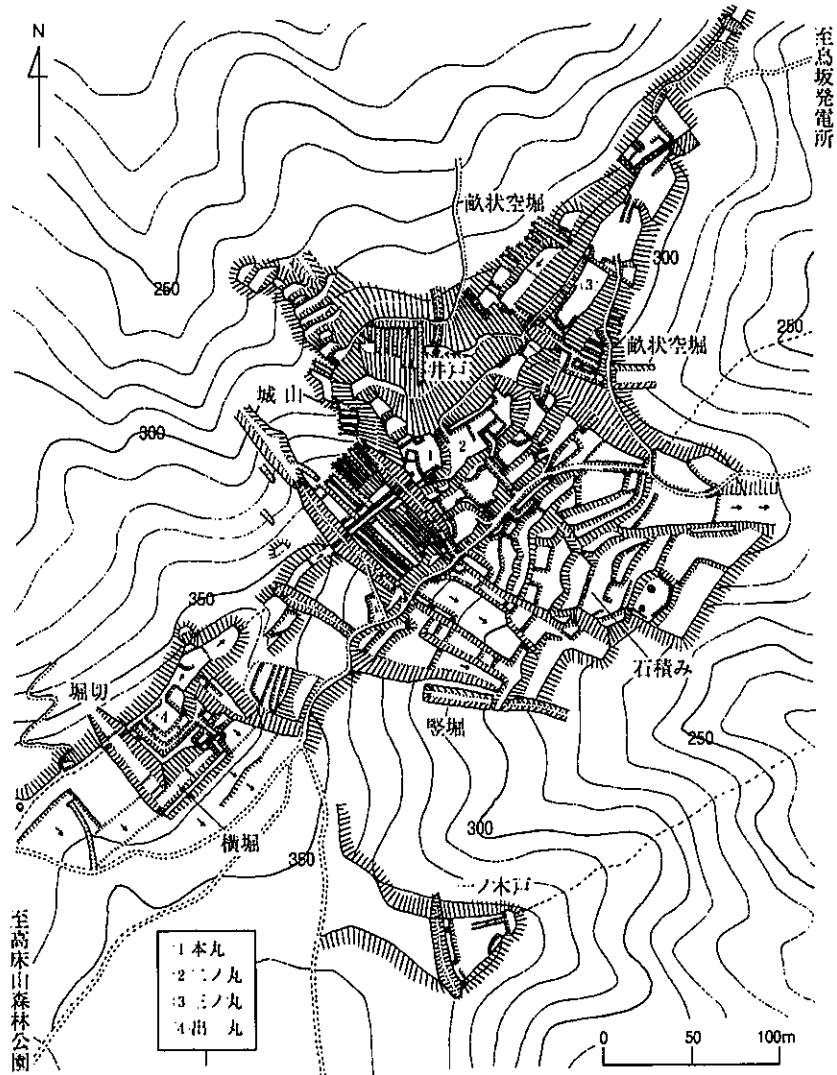 N
至鳥坂発電所
畝状空堀
300
250
3
250
畝状空堀
井戸
城山
1
2
300
350
堀切
4
石積み
竪堀
250
横堀
300
350
一ノ木戸
至高床山森林公園
1 本丸
2 二ノ丸
3 三ノ丸
4 出丸
0 50 100m